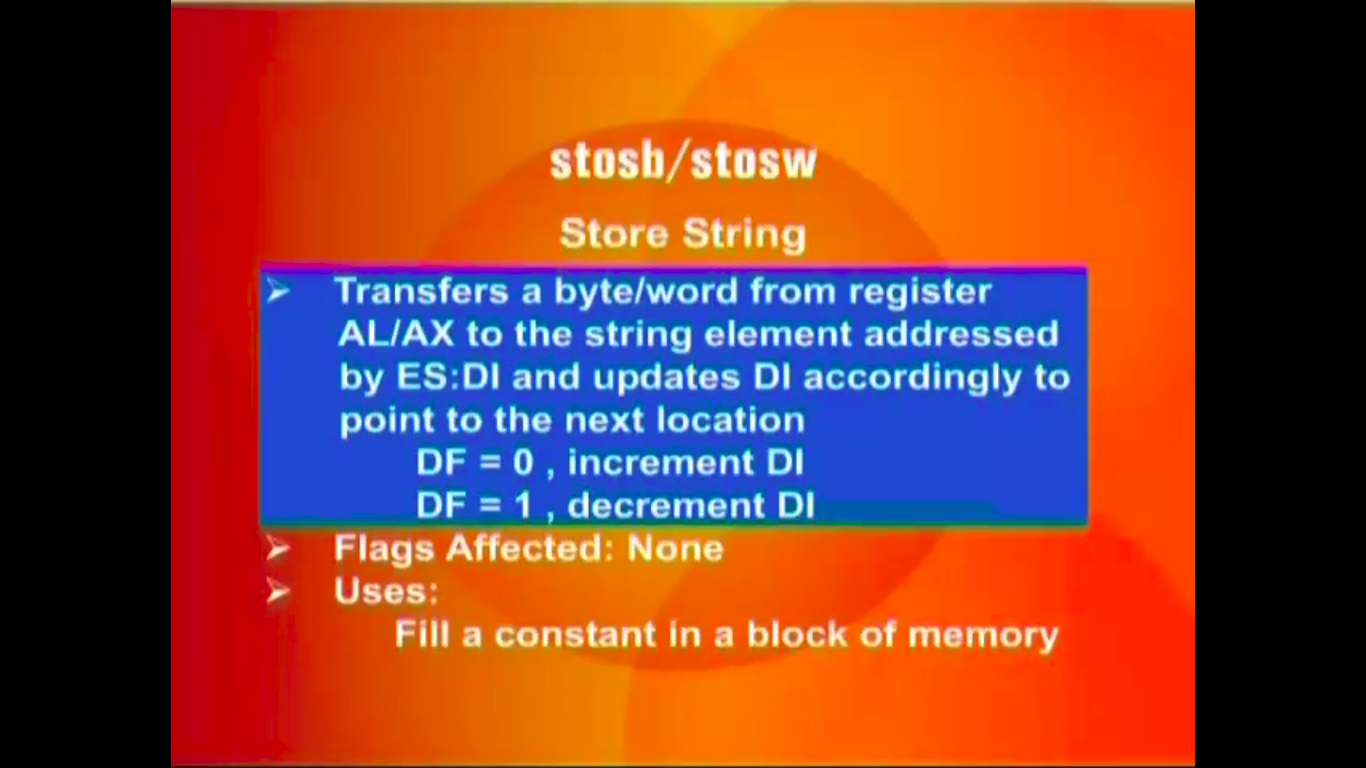 stosb/stosw
Store String
➢ Transfers a byte/word from register
AL/AX to the string element addressed
by ES:DI and updates DI accordingly to
point to the next location
DF = 0 , increment DI
DF = 1 , decrement DI
➢ Flags Affected: None
➢ Uses:
Fill a constant in a block of memory